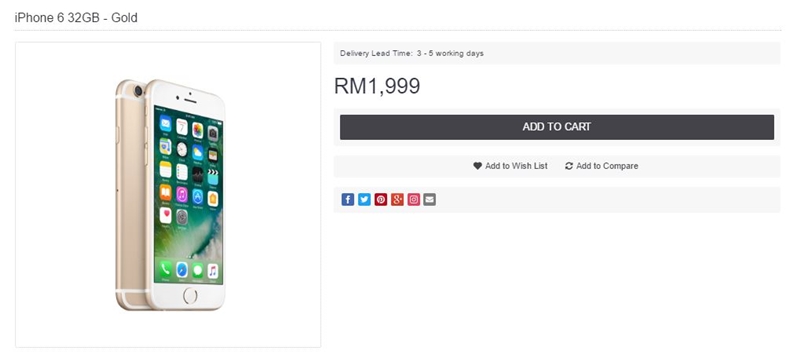 iPhone 6 32GB - Gold
Delivery Lead Time: 3 - 5 working days
RM1,999
ADD TO CART
Add to Wish List
Add to Compare